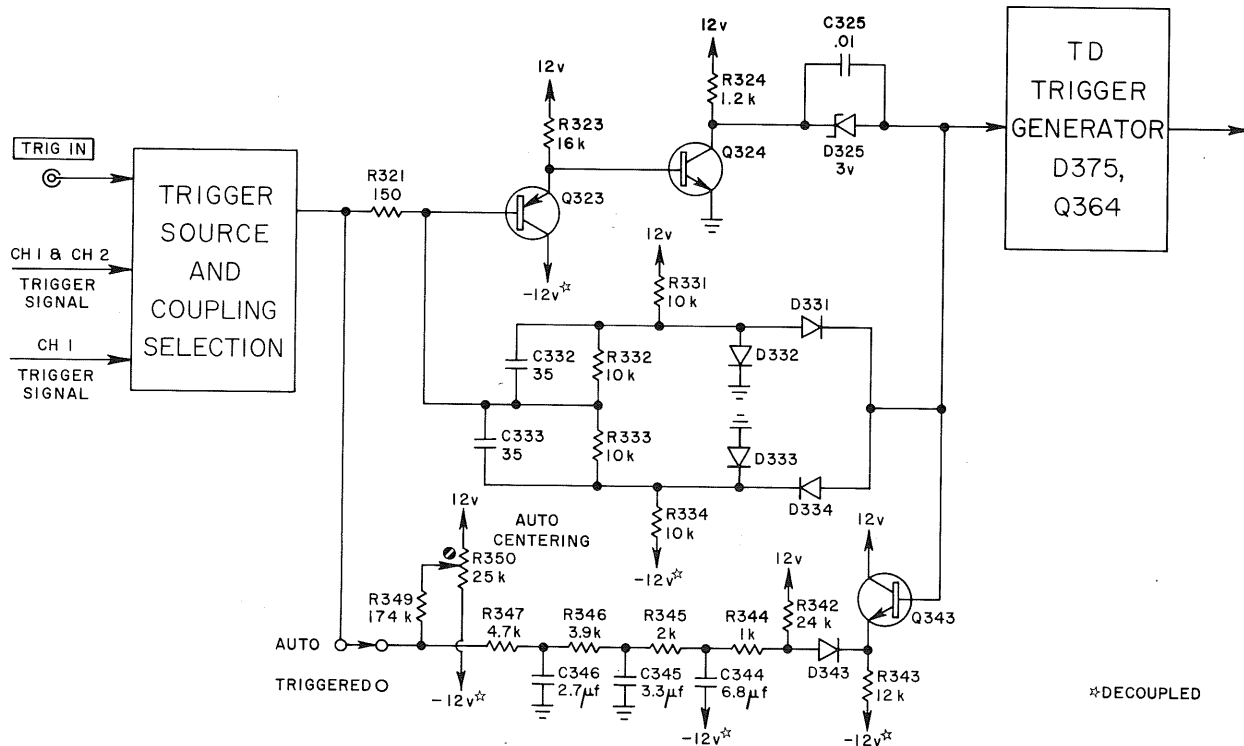 12v
R324
1.2k
C325
.01
D325
3v
TD
TRIGGER
GENERATOR
D375,
Q364
12v
R323
16k
Q323
-12v☆
Q324
TRIG IN
CH 1 & CH 2
TRIGGER
SIGNAL
CH 1
TRIGGER
SIGNAL
TRIGGER
SOURCE
AND
COUPLING
SELECTION
R321
150
12v
R331
10k
D331
C332
35
R332
10k
D332
C333
35
R333
10k
D333
D334
R334
10k
-12v☆
12v
AUTO
CENTERING
R350
25k
R349
174k
-12v☆
AUTO
TRIGGERED
R347
4.7k
R346
3.9k
R345
2k
R344
1k
C346
2.7μf
C345
3.3μf
C344
6.8μf
-12v☆
12v
R342
24k
D343
12v
Q343
R343
12k
-12v☆
☆DECOUPLED